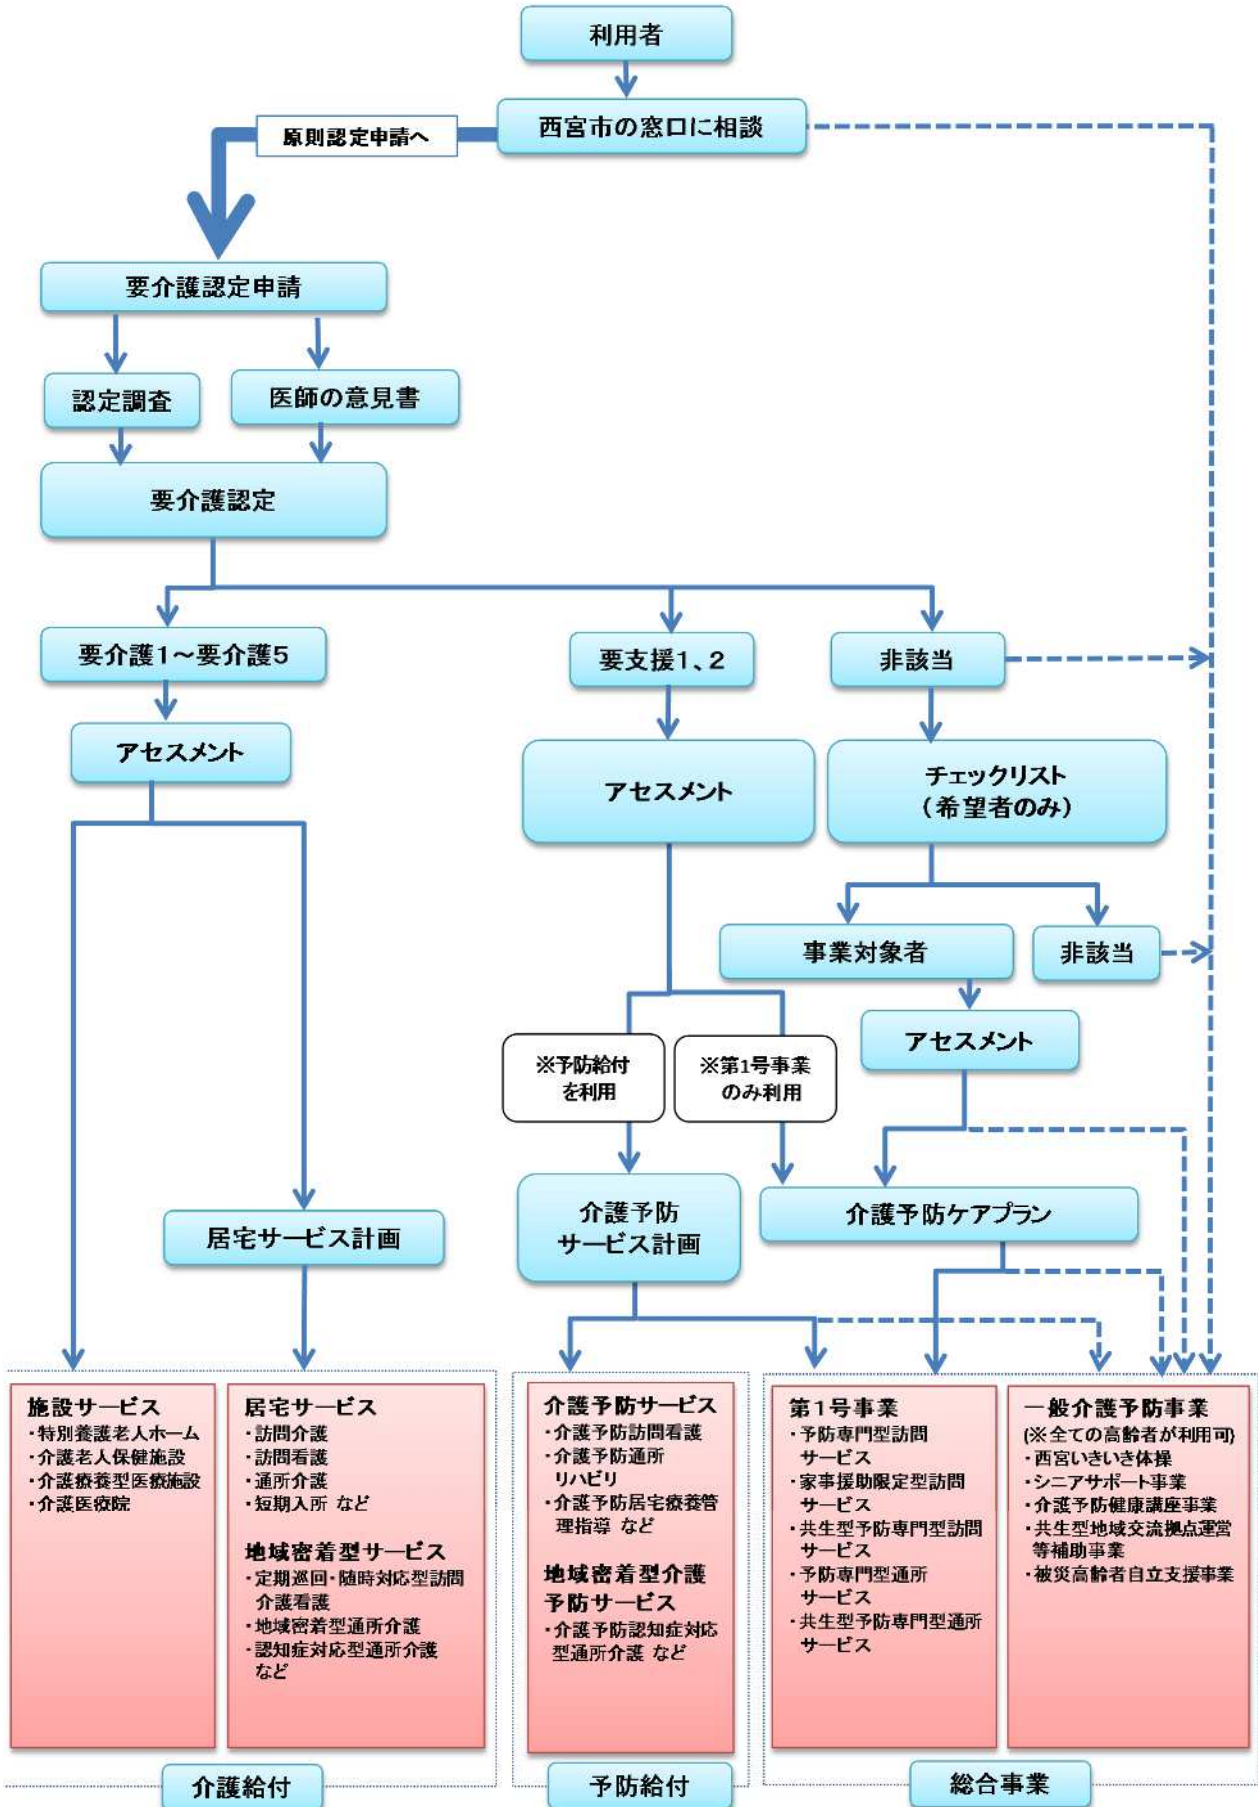 利用者
西宮市の窓口に相談
原則認定申請へ
要介護認定申請
認定調査
医師の意見書
要介護認定
要介護1～要介護5
要支援1、2
非該当
アセスメント
アセスメント
チェックリスト
（希望者のみ）
事業対象者
非該当
アセスメント
※予防給付
を利用
※第1号事業
のみ利用
居宅サービス計画
介護予防
サービス計画
介護予防ケアプラン
施設サービス
・特別養護老人ホーム
・介護老人保健施設
・介護療養型医療施設
・介護医療院
居宅サービス
・訪問介護
・訪問看護
・通所介護
・短期入所 など
地域密着型サービス
・定期巡回・随時対応型訪問
介護看護
・地域密着型通所介護
・認知症対応型通所介護
など
介護給付
介護予防サービス
・介護予防訪問看護
・介護予防通所
リハビリ
・介護予防居宅療養管
理指導 など
地域密着型介護
予防サービス
・介護予防認知症対応
型通所介護 など
予防給付
第1号事業
・予防専門型訪問
サービス
・家事援助限定型訪問
サービス
・共生型予防専門型訪問
サービス
・予防専門型通所
サービス
・共生型予防専門型通所
サービス
一般介護予防事業
(※全ての高齢者が利用可)
・西宮いきいき体操
・シニアサポート事業
・介護予防健康講座事業
・共生型地域交流拠点運営
等補助事業
・被災高齢者自立支援事業
総合事業